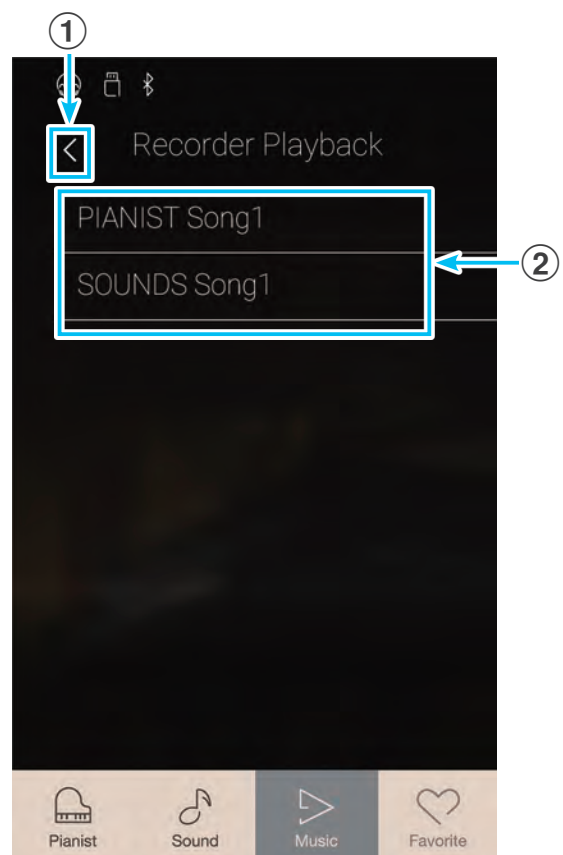 ①
Recorder Playback
PIANIST Song1
②
SOUNDS Song1
Pianist Sound Music Favorite